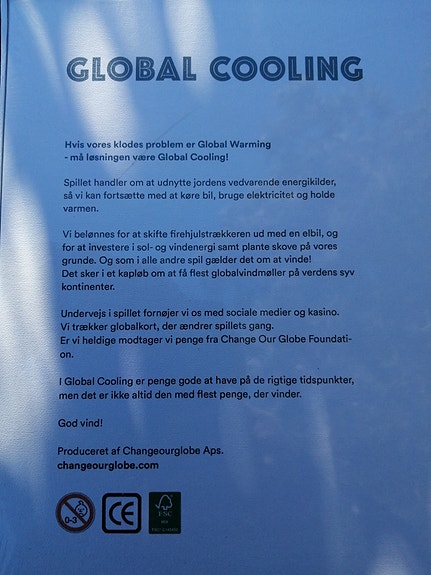 GLOBAL COOLING
Hvis vores klodes problem er Global Warming
- må løsningen være Global Cooling!
Spillet handler om at udnytte jordens vedvarende energikilder,
så vi kan fortsætte med at køre bil, bruge elektricitet og holde
varmen.
Vi belønnes for at skifte firehjulstrækkeren ud med en elbil, og
for at investere i sol- og vindenergi samt plante skove på vores
grunde. Og som i alle andre spil gælder det om at vinde!
Det sker i et kapløb om at få flest globalvindmøller på verdens syv
kontinenter.
Undervejs i spillet fornøjer vi os med sociale medier og kasino.
Vi trækker globalkort, der ændrer spillets gang.
Er vi heldige modtager vi penge fra Change Our Globe Foundati-
on.
I Global Cooling er penge gode at have på de rigtige tidspunkter,
men det er ikke altid den med flest penge, der vinder.
God vind!
Produceret af Changeourglobe Aps.
changeourglobe.com
0-3 CE FSC